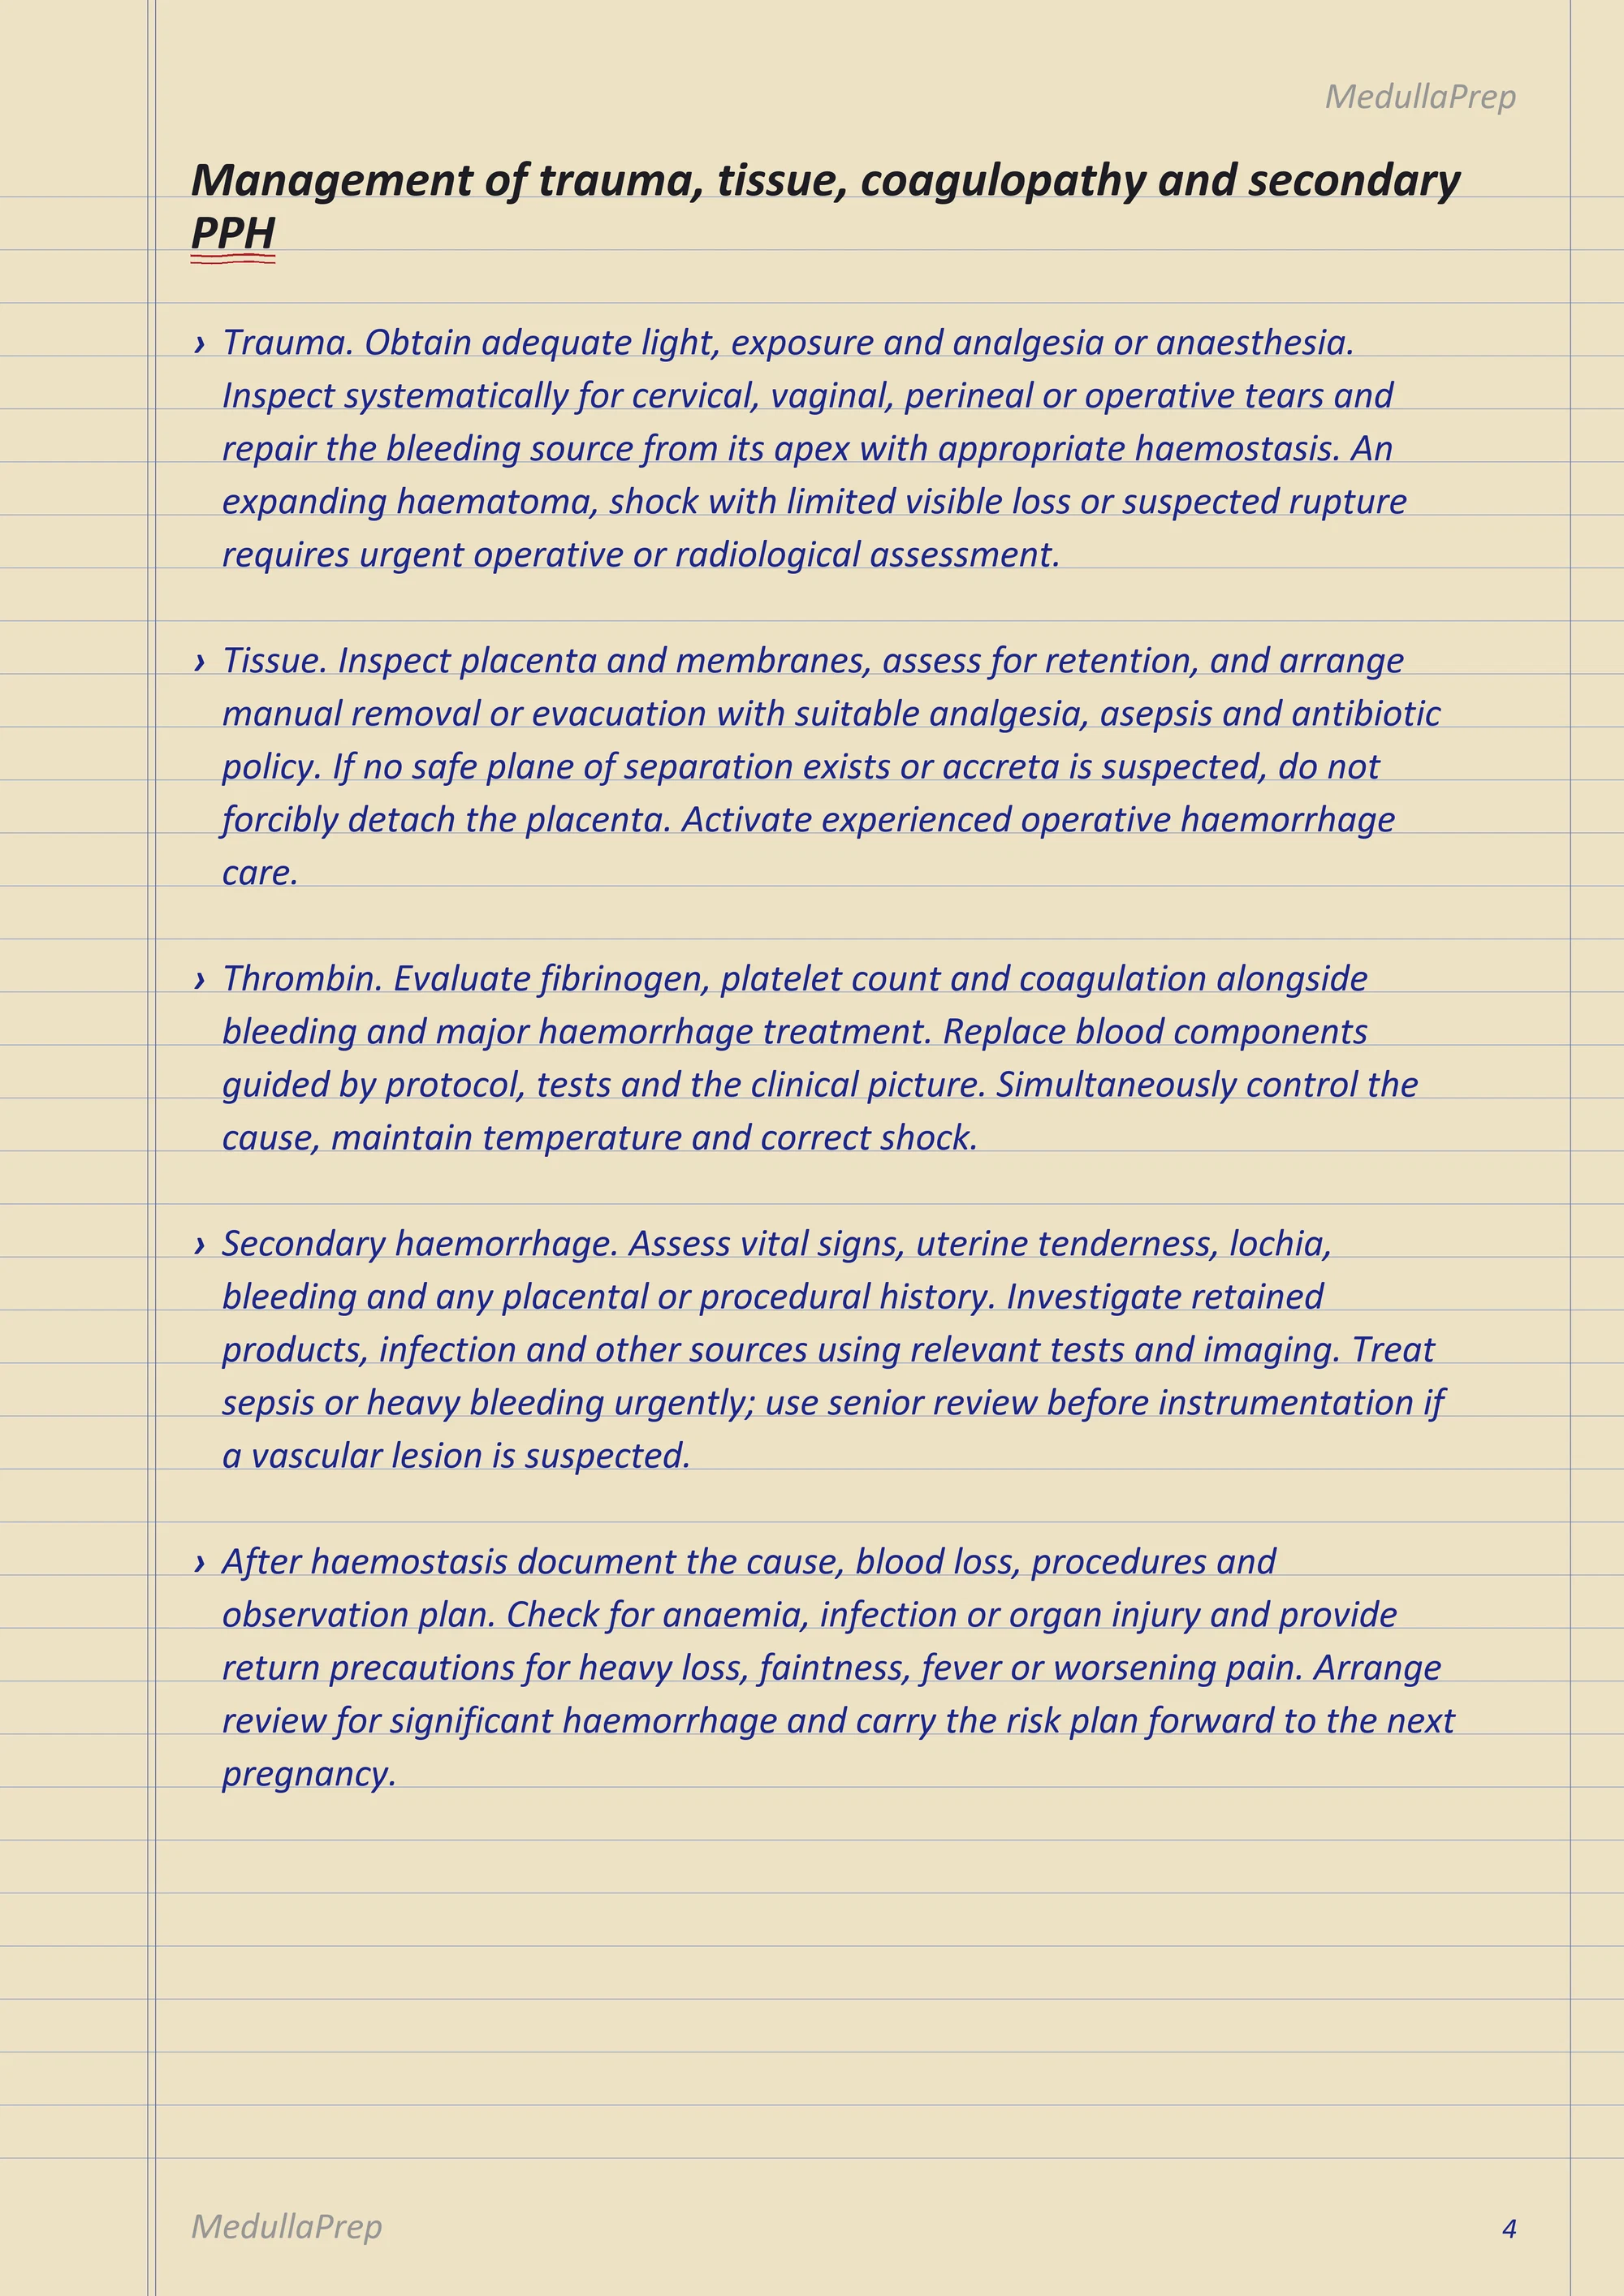 MedullaPrep
Management of trauma, tissue, coagulopathy and secondary
PPH
› Trauma. Obtain adequate light, exposure and analgesia or anaesthesia.
Inspect systematically for cervical, vaginal, perineal or operative tears and
repair the bleeding source from its apex with appropriate haemostasis. An
expanding haematoma, shock with limited visible loss or suspected rupture
requires urgent operative or radiological assessment.
› Tissue. Inspect placenta and membranes, assess for retention, and arrange
manual removal or evacuation with suitable analgesia, asepsis and antibiotic
policy. If no safe plane of separation exists or accreta is suspected, do not
forcibly detach the placenta. Activate experienced operative haemorrhage
care.
› Thrombin. Evaluate fibrinogen, platelet count and coagulation alongside
bleeding and major haemorrhage treatment. Replace blood components
guided by protocol, tests and the clinical picture. Simultaneously control the
cause, maintain temperature and correct shock.
› Secondary haemorrhage. Assess vital signs, uterine tenderness, lochia,
bleeding and any placental or procedural history. Investigate retained
products, infection and other sources using relevant tests and imaging. Treat
sepsis or heavy bleeding urgently; use senior review before instrumentation if
a vascular lesion is suspected.
› After haemostasis document the cause, blood loss, procedures and
observation plan. Check for anaemia, infection or organ injury and provide
return precautions for heavy loss, faintness, fever or worsening pain. Arrange
review for significant haemorrhage and carry the risk plan forward to the next
pregnancy.
MedullaPrep
4